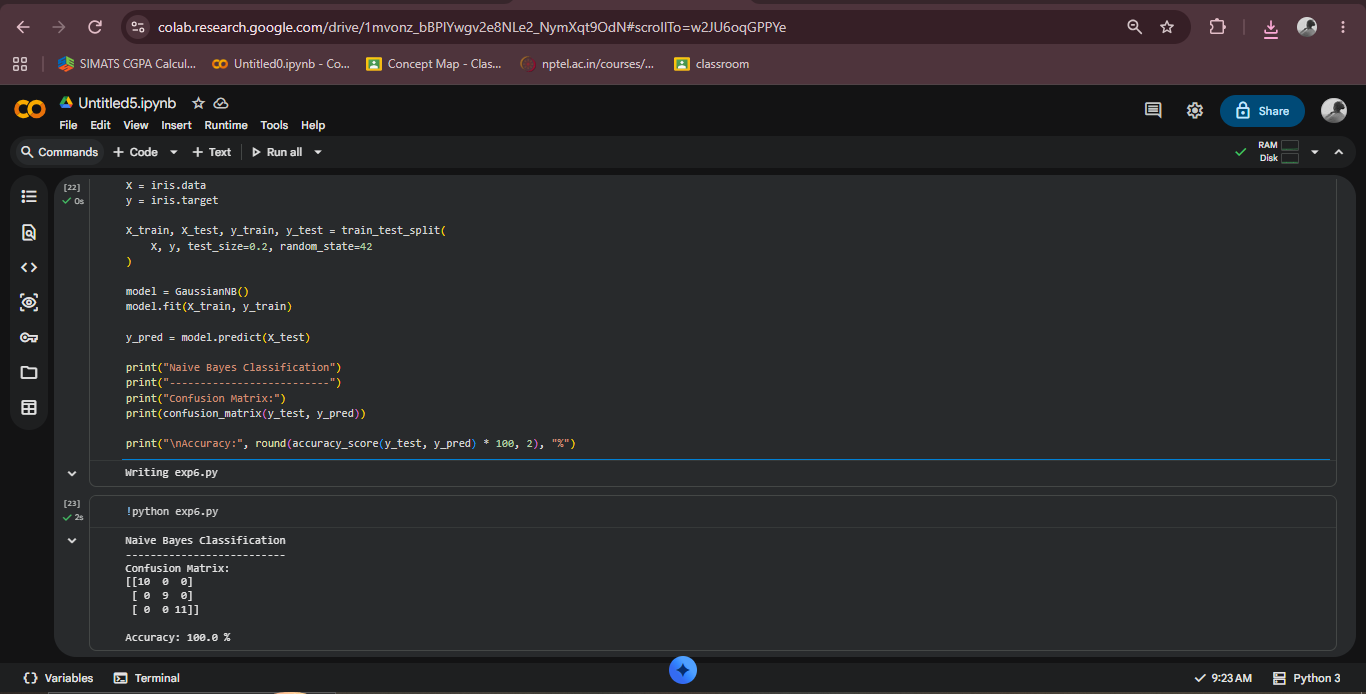 colab.research.google.com/drive/1mvonz_bBPIYwgv2e8NLe2_NymXqt9OdN#scrollTo=w2JU6oqGPPYe
SIMATS CGPA Calcul...
Untitled0.ipynb - Co...
Concept Map - Clas...
nptel.ac.in/courses/...
classroom
CO
Untitled5.ipynb
File Edit View Insert Runtime Tools Help
Share
Commands + Code + Text Run all
RAM
Disk
[22]
0s
X = iris.data
y = iris.target
X_train, X_test, y_train, y_test = train_test_split(
    X, y, test_size=0.2, random_state=42
)
model = GaussianNB()
model.fit(X_train, y_train)
y_pred = model.predict(X_test)
print("Naive Bayes Classification")
print("--------------------------")
print("Confusion Matrix:")
print(confusion_matrix(y_test, y_pred))
print("\nAccuracy:", round(accuracy_score(y_test, y_pred) * 100, 2), "%")
Writing exp6.py
[23]
2s
!python exp6.py
Naive Bayes Classification
--------------------------
Confusion Matrix:
[[10  0  0]
 [ 0  9  0]
 [ 0  0 11]]
Accuracy: 100.0 %
{} Variables
Terminal
9:23 AM
Python 3